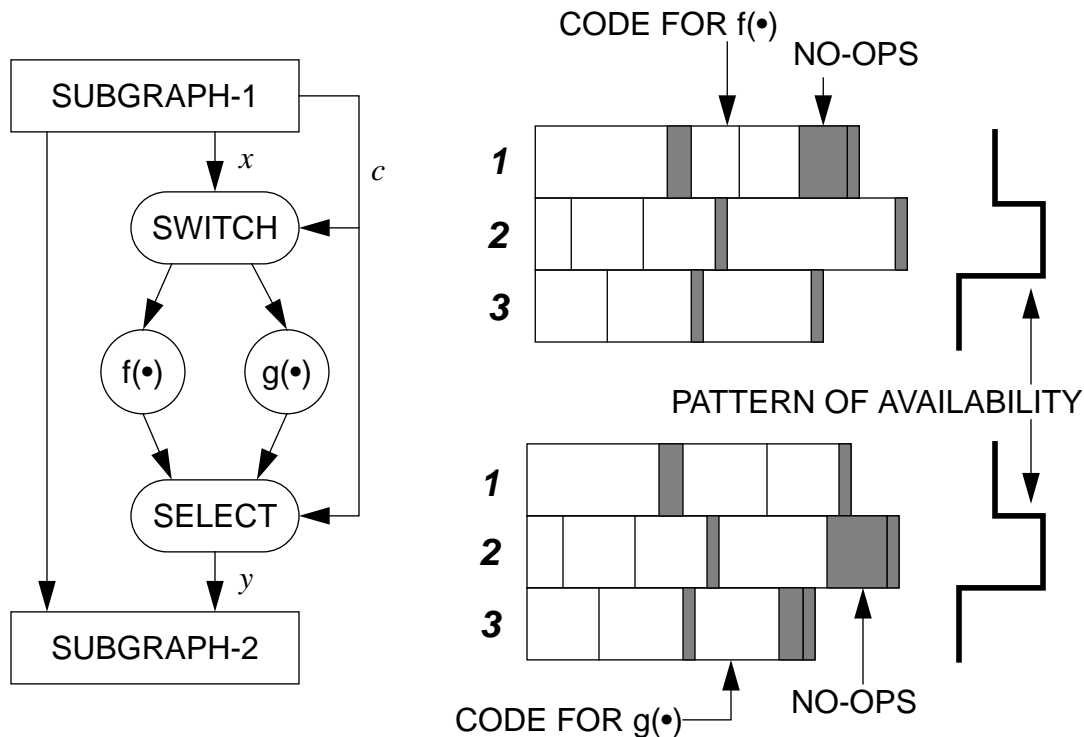 SUBGRAPH-1
x
c
SWITCH
f(•)
g(•)
SELECT
y
SUBGRAPH-2
CODE FOR f(•)
NO-OPS
1
2
3
PATTERN OF AVAILABILITY
1
2
3
NO-OPS
CODE FOR g(•)